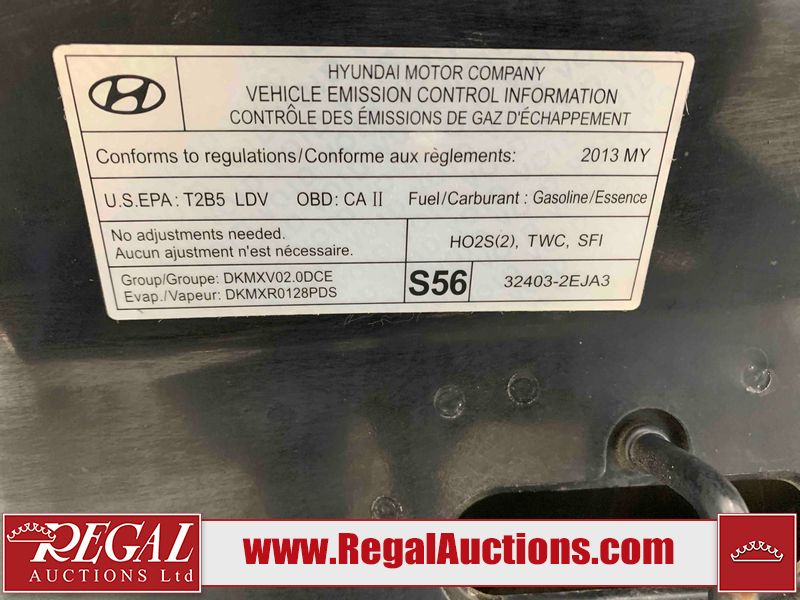 HYUNDAI MOTOR COMPANY
VEHICLE EMISSION CONTROL INFORMATION
CONTRÔLE DES ÉMISSIONS DE GAZ D'ÉCHAPPEMENT
Conforms to regulations/Conforme aux règlements: 2013 MY
U.S.EPA: T2B5 LDV OBD: CA II Fuel/Carburant : Gasoline/Essence
No adjustments needed.
Aucun ajustment n'est nécessaire.
HO2S(2), TWC, SFI
Group/Groupe: DKMXV02.0DCE
Evap./Vapeur: DKMXR0128PDS
S56
32403-2EJA3
REGAL
AUCTIONS Ltd
www.RegalAuctions.com